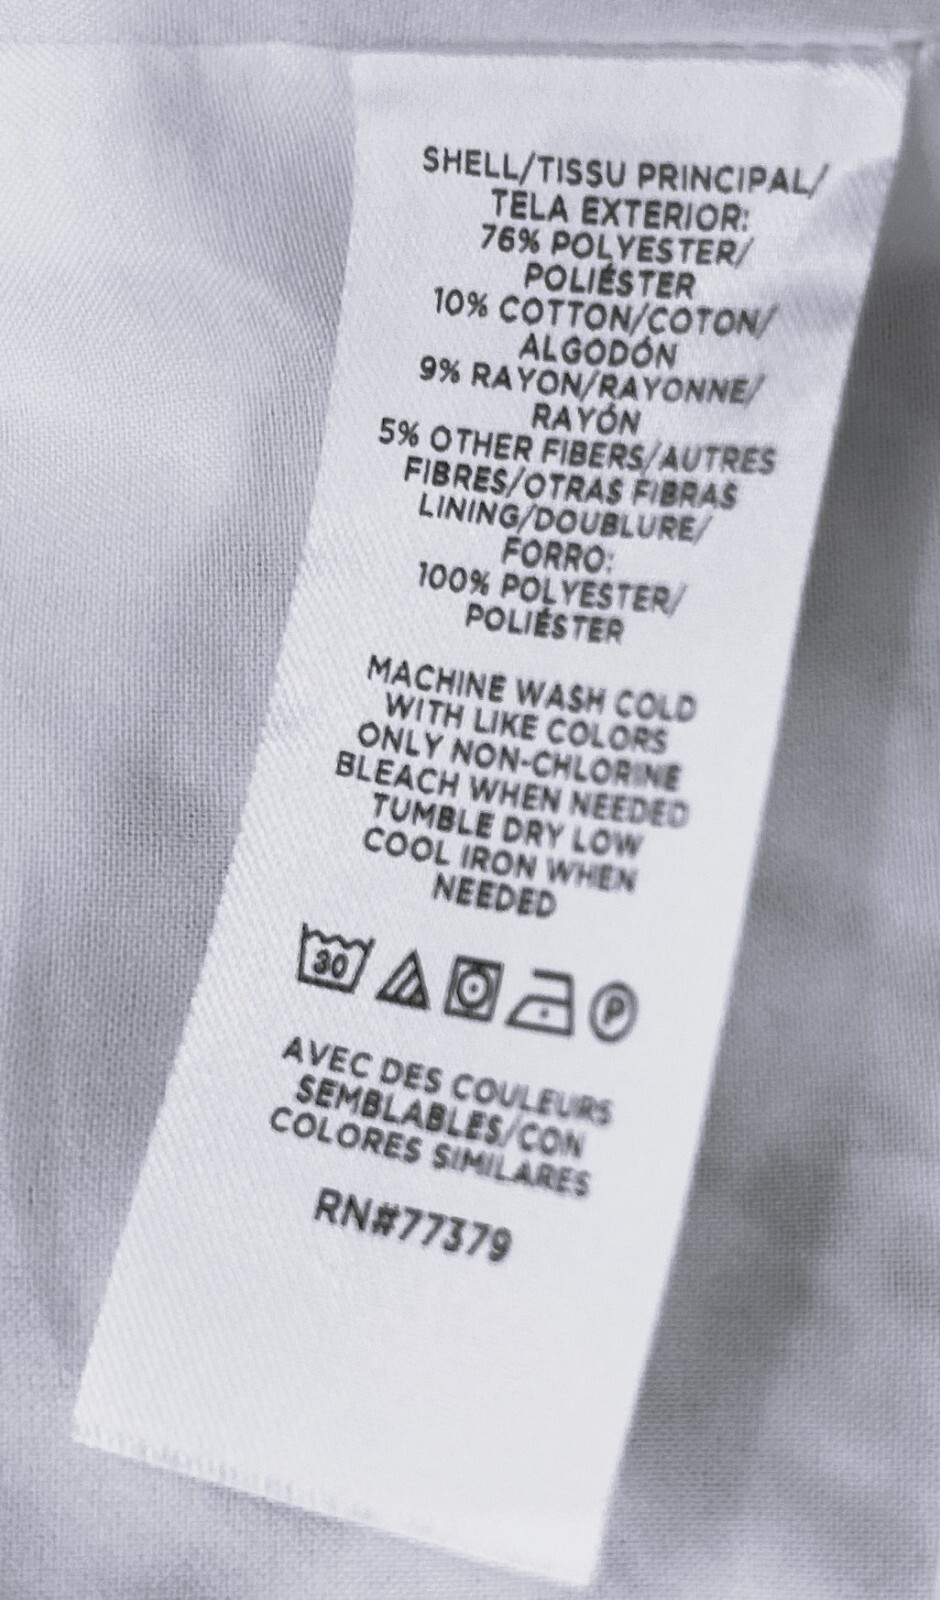 SHELL/TISSU PRINCIPAL/
TELA EXTERIOR:
76% POLYESTER/
POLIÉSTER
10% COTTON/COTON/
ALGODÓN
9% RAYON/RAYONNE/
RAYÓN
5% OTHER FIBERS/AUTRES
FIBRES/OTRAS FIBRAS
LINING/DOUBLURE/
FORRO:
100% POLYESTER/
POLIÉSTER
MACHINE WASH COLD
WITH LIKE COLORS
ONLY NON-CHLORINE
BLEACH WHEN NEEDED
TUMBLE DRY LOW
COOL IRON WHEN
NEEDED
30 P
AVEC DES COULEURS
SEMBLABLES/CON
COLORES SIMILARES
RN#77379